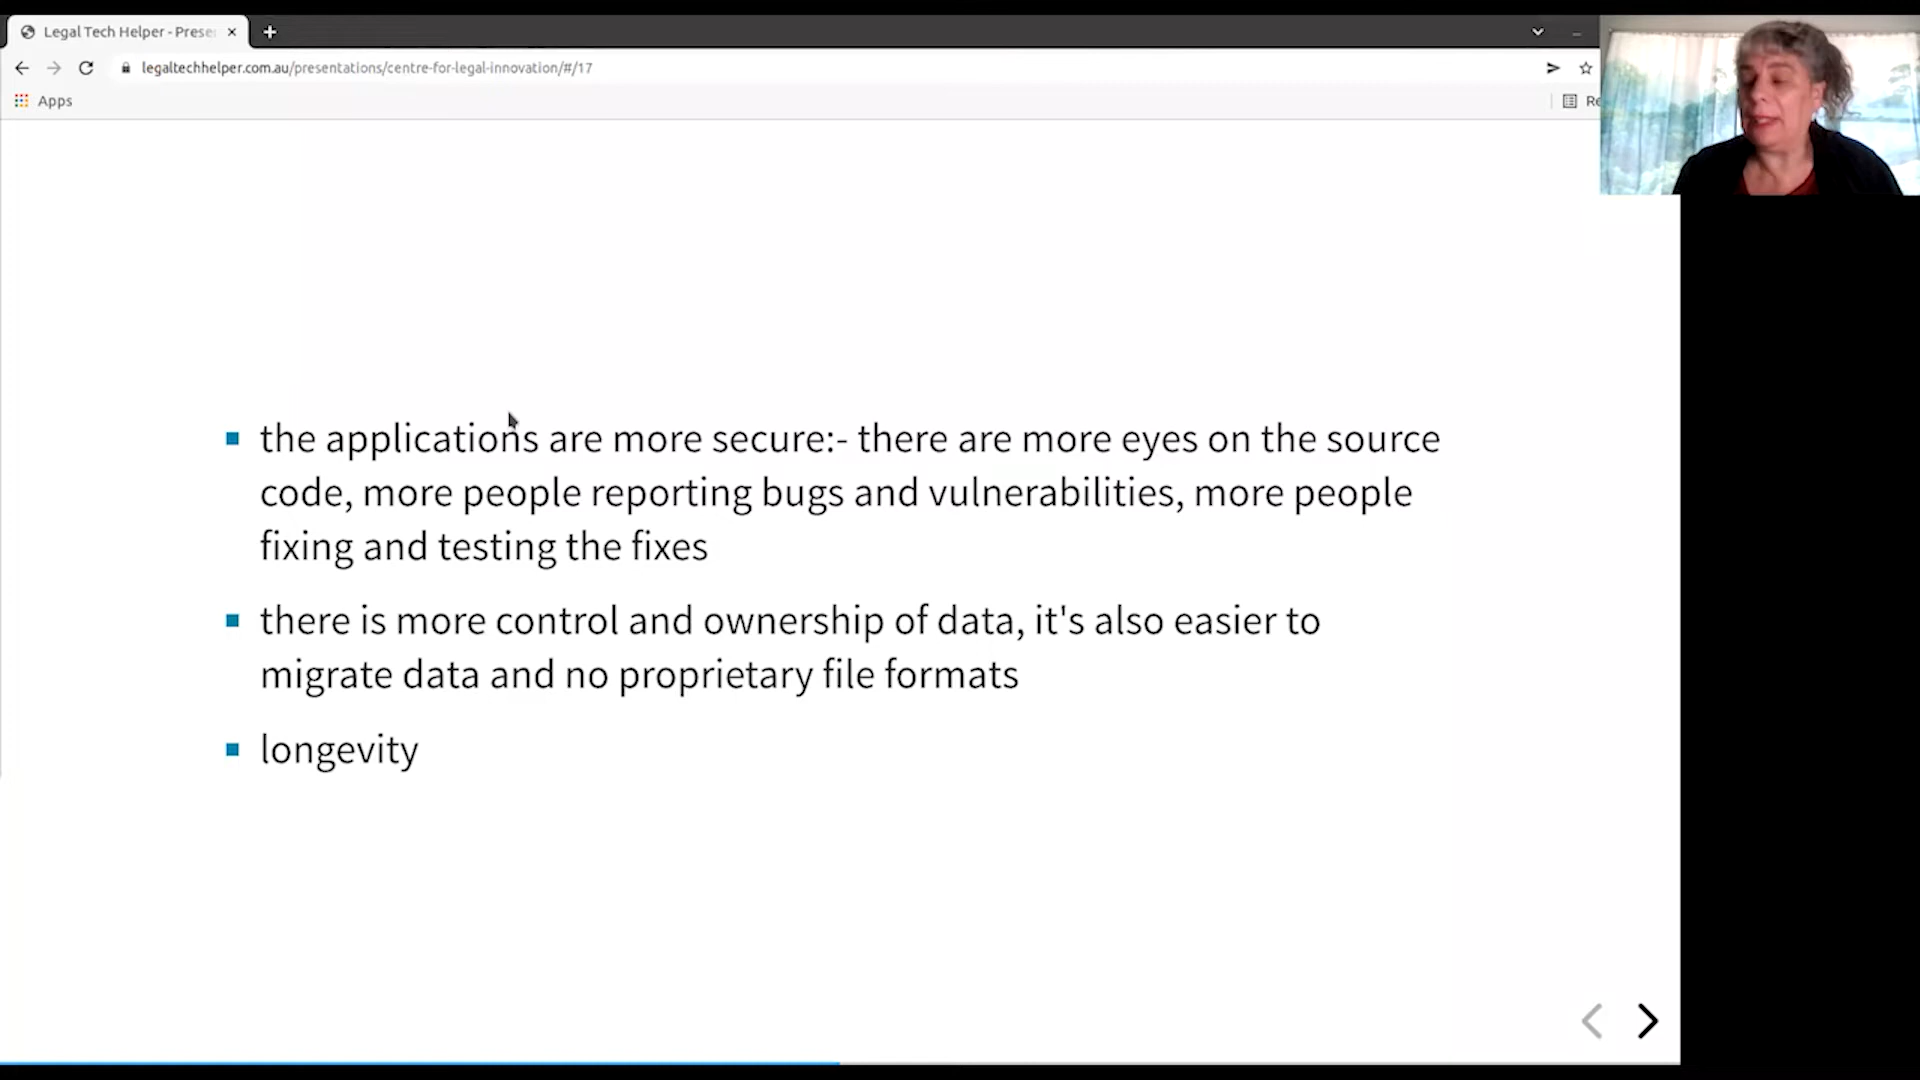 Legal Tech Helper - Prese
legaltechhelper.com.au/presentations/centre-for-legal-innovation/#/17
Apps
Re
the applications are more secure:- there are more eyes on the source
code, more people reporting bugs and vulnerabilities, more people
fixing and testing the fixes
there is more control and ownership of data, it's also easier to
migrate data and no proprietary file formats
longevity